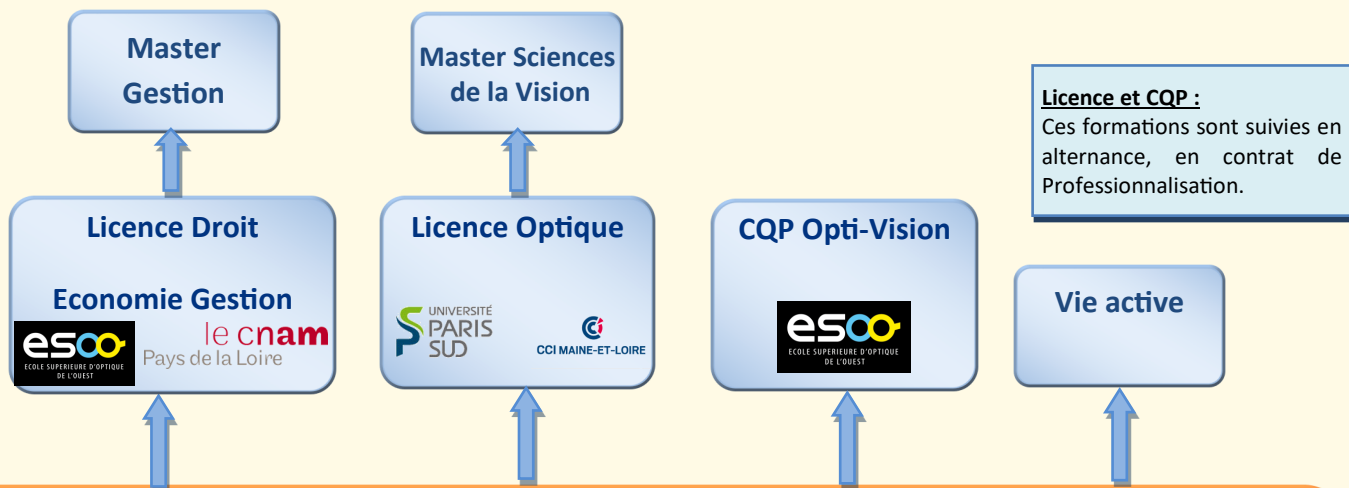 Master
Gestion
Master Sciences
de la Vision
Licence et CQP :
Ces formations sont suivies en
alternance, en contrat de
Professionnalisation.
Licence Droit
Economie Gestion
esoo
ECOLE SUPERIEURE D'OPTIQUE
DE L'OUEST
le cnam
Pays de la Loire
Licence Optique
UNIVERSITÉ
PARIS
SUD
CCI MAINE-ET-LOIRE
CQP Opti-Vision
esoo
ECOLE SUPERIEURE D'OPTIQUE
DE L'OUEST
Vie active